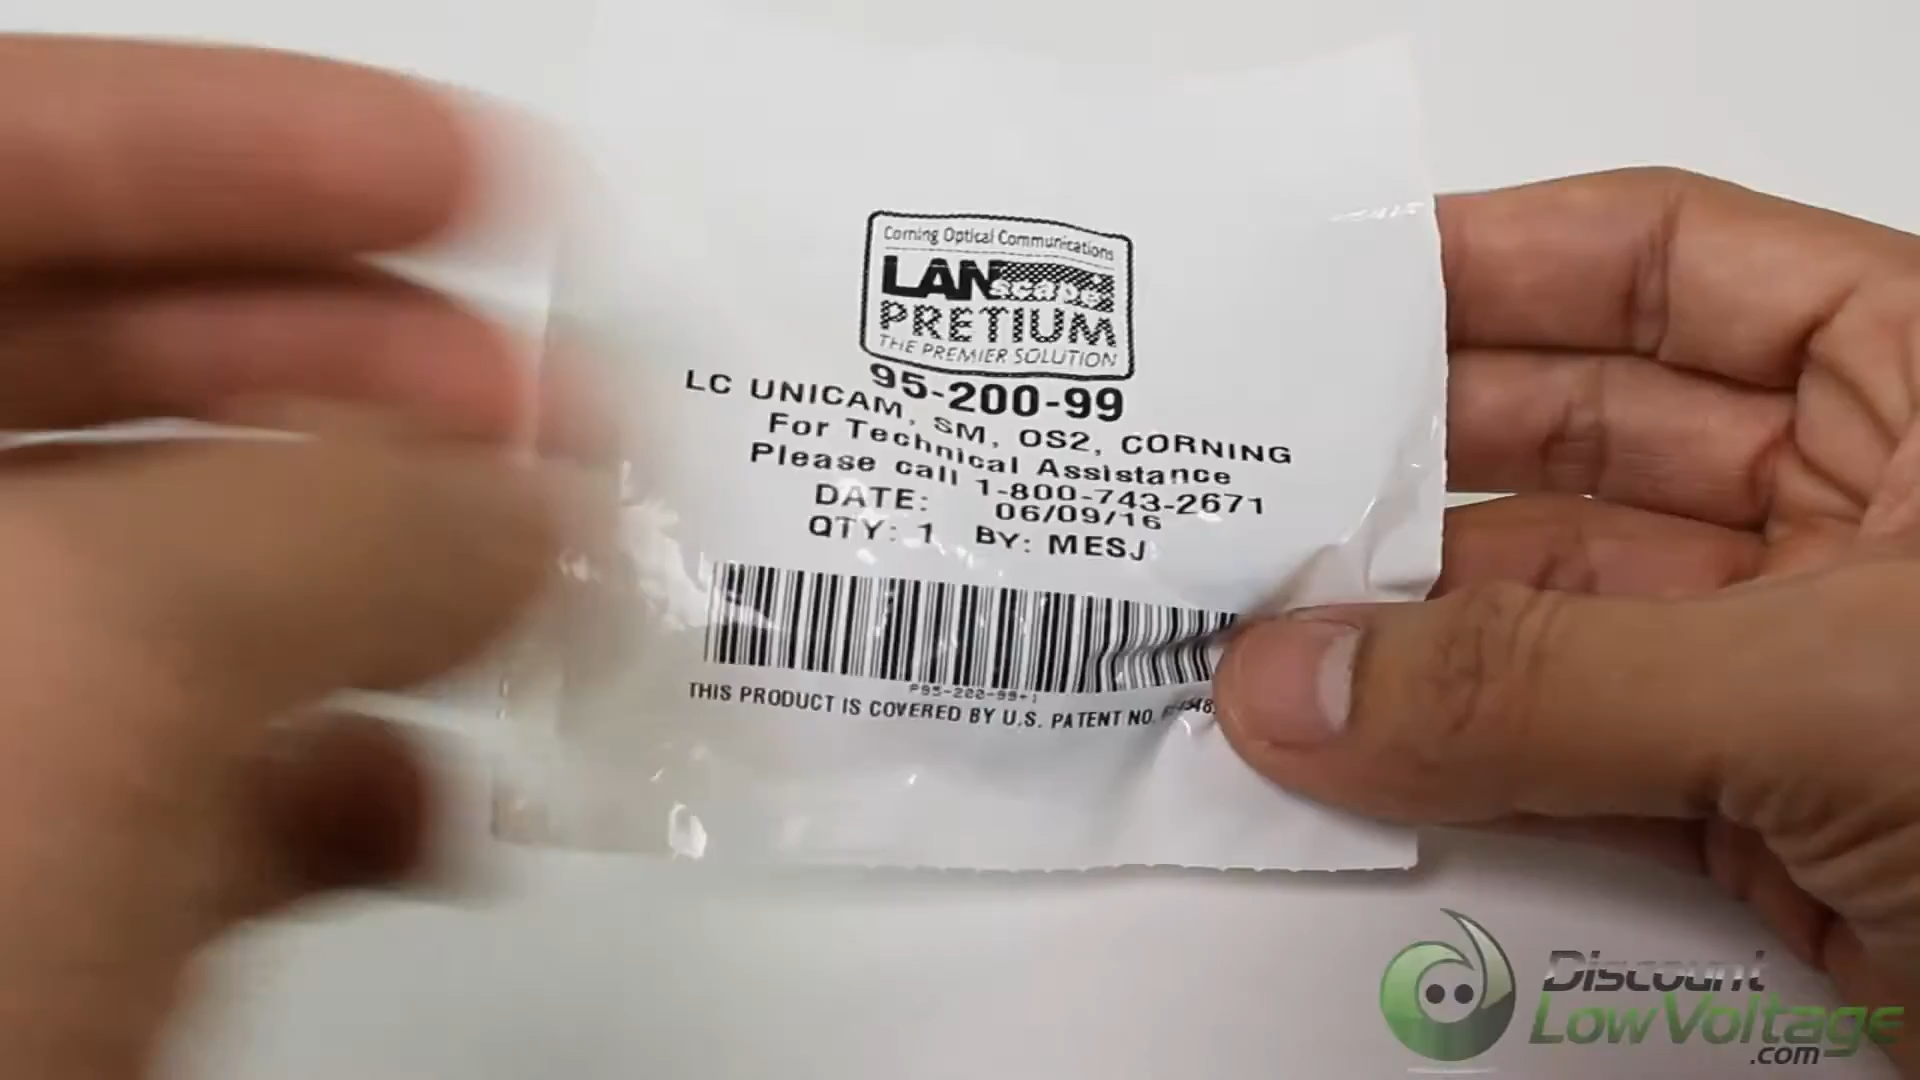 Corning Optical Communications
LANscape
PRETIUM
THE PREMIER SOLUTION
95-200-99
LC UNICAM, SM, OS2, CORNING
For Technical Assistance
Please call 1-800-743-2671
DATE: 06/09/16
QTY: 1 BY: MESJ
P95-200-99+1
THIS PRODUCT IS COVERED BY U.S. PATENT NO.
Discount
LowVoltage
.com